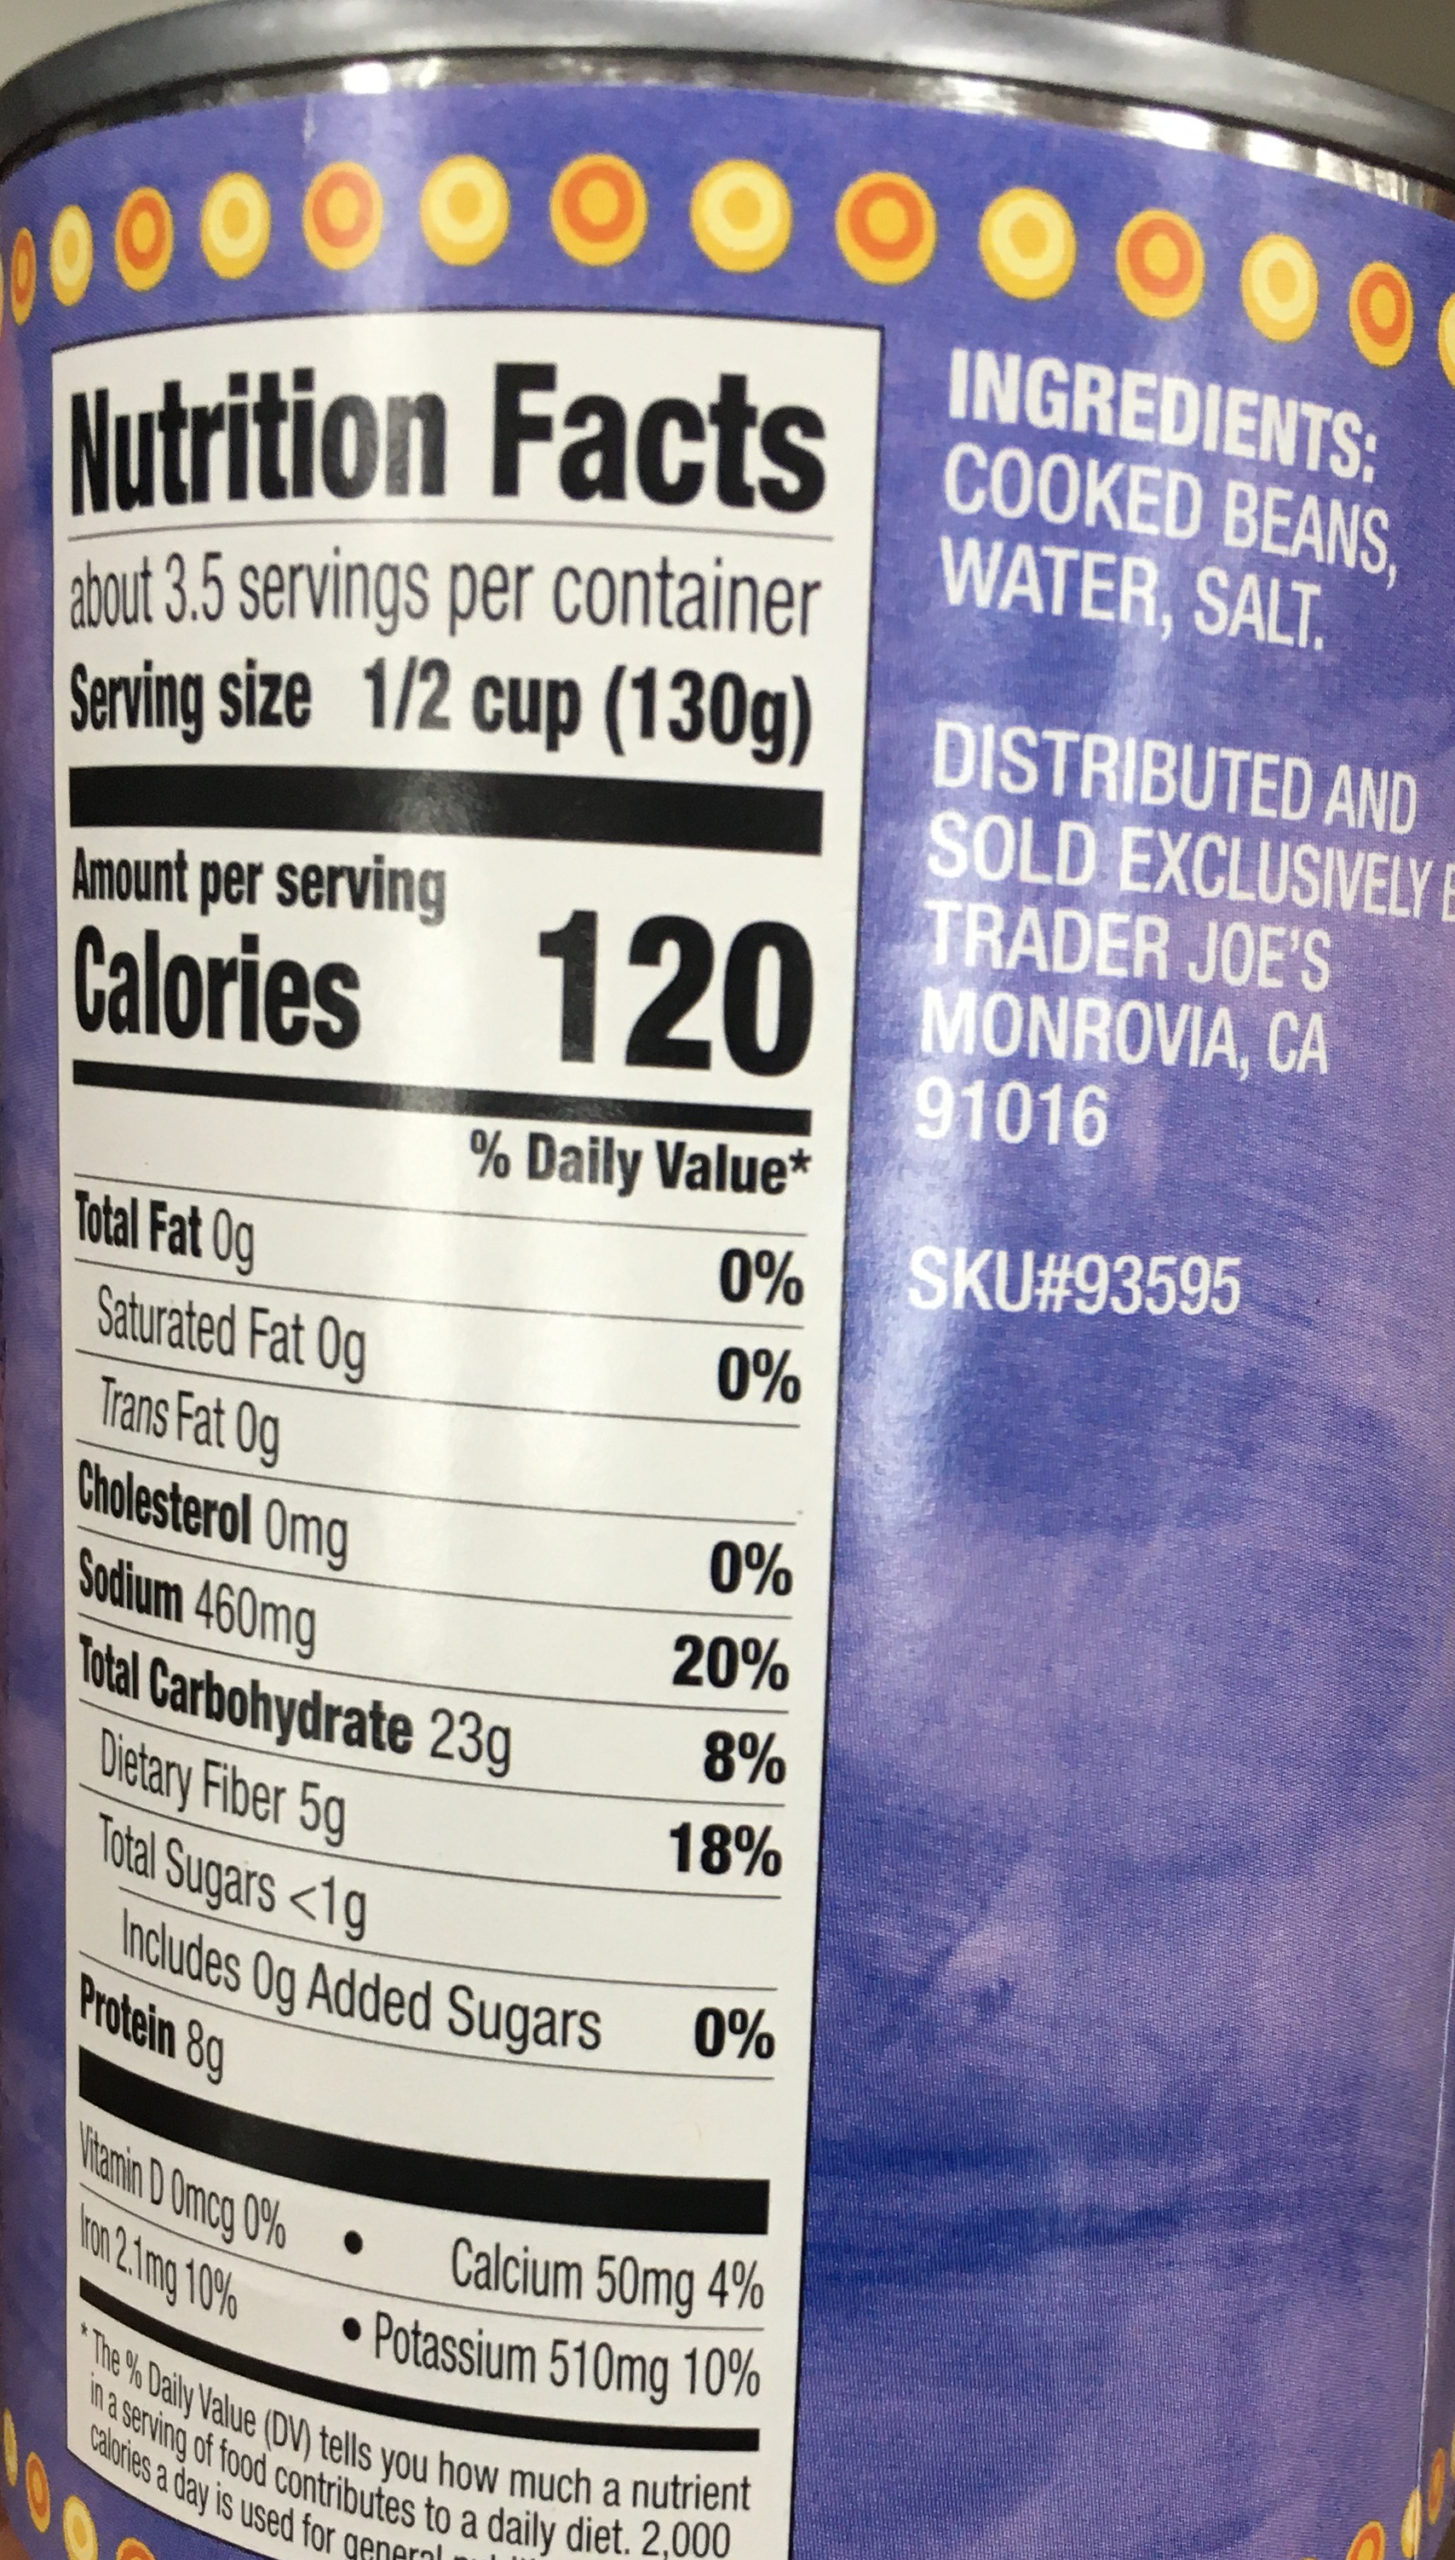 Nutrition Facts
about 3.5 servings per container
Serving size 1/2 cup (130g)
Amount per serving
Calories 120
% Daily Value*
Total Fat 0g 0%
Saturated Fat 0g 0%
Trans Fat 0g
Cholesterol 0mg 0%
Sodium 460mg 20%
Total Carbohydrate 23g 8%
Dietary Fiber 5g 18%
Total Sugars <1g
Includes 0g Added Sugars 0%
Protein 8g
Vitamin D 0mcg 0% • Calcium 50mg 4%
Iron 2.1mg 10% • Potassium 510mg 10%
* The % Daily Value (DV) tells you how much a nutrient
in a serving of food contributes to a daily diet. 2,000
calories a day is used for general
INGREDIENTS:
COOKED BEANS,
WATER, SALT.
DISTRIBUTED AND
SOLD EXCLUSIVELY
TRADER JOE'S
MONROVIA, CA
91016
SKU#93595